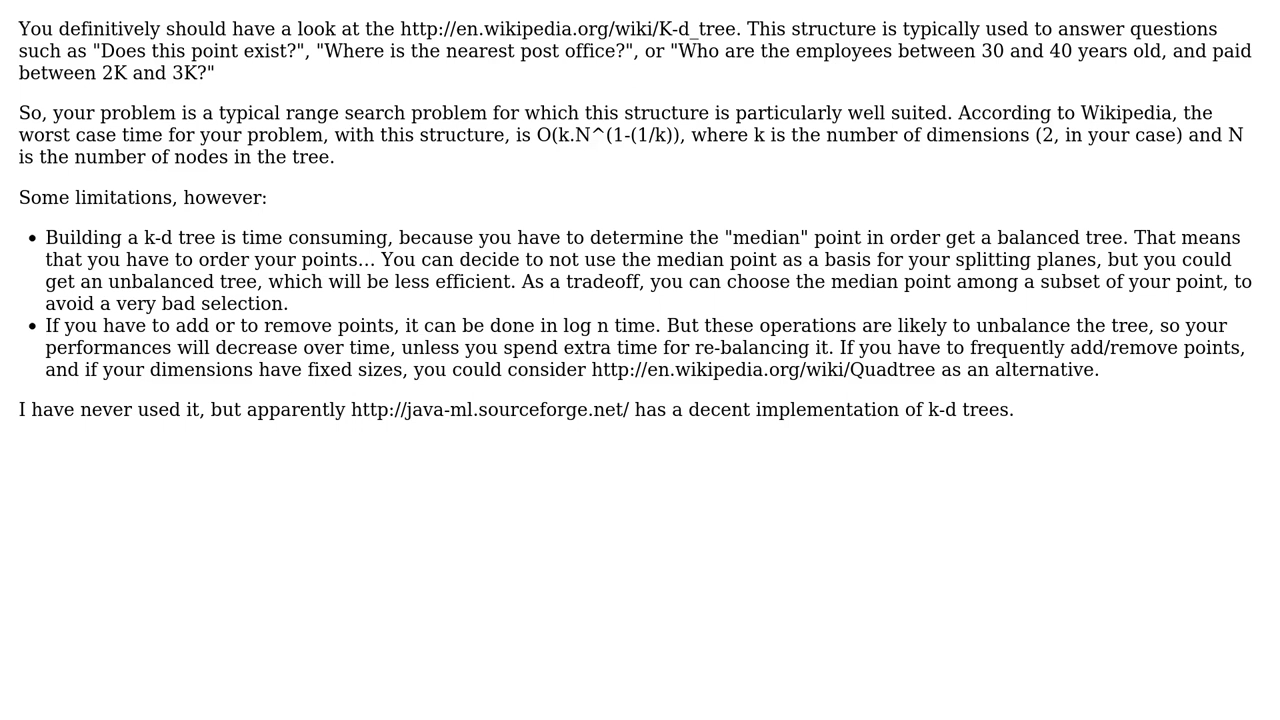 You definitively should have a look at the http://en.wikipedia.org/wiki/K-d_tree. This structure is typically used to answer questions
such as "Does this point exist?", "Where is the nearest post office?", or "Who are the employees between 30 and 40 years old, and paid
between 2K and 3K?"
So, your problem is a typical range search problem for which this structure is particularly well suited. According to Wikipedia, the
worst case time for your problem, with this structure, is O(k.N^(1-(1/k)), where k is the number of dimensions (2, in your case) and N
is the number of nodes in the tree.
Some limitations, however:
• Building a k-d tree is time consuming, because you have to determine the "median" point in order get a balanced tree. That means
that you have to order your points... You can decide to not use the median point as a basis for your splitting planes, but you could
get an unbalanced tree, which will be less efficient. As a tradeoff, you can choose the median point among a subset of your point, to
avoid a very bad selection.
• If you have to add or to remove points, it can be done in log n time. But these operations are likely to unbalance the tree, so your
performances will decrease over time, unless you spend extra time for re-balancing it. If you have to frequently add/remove points,
and if your dimensions have fixed sizes, you could consider http://en.wikipedia.org/wiki/Quadtree as an alternative.
I have never used it, but apparently http://java-ml.sourceforge.net/ has a decent implementation of k-d trees.